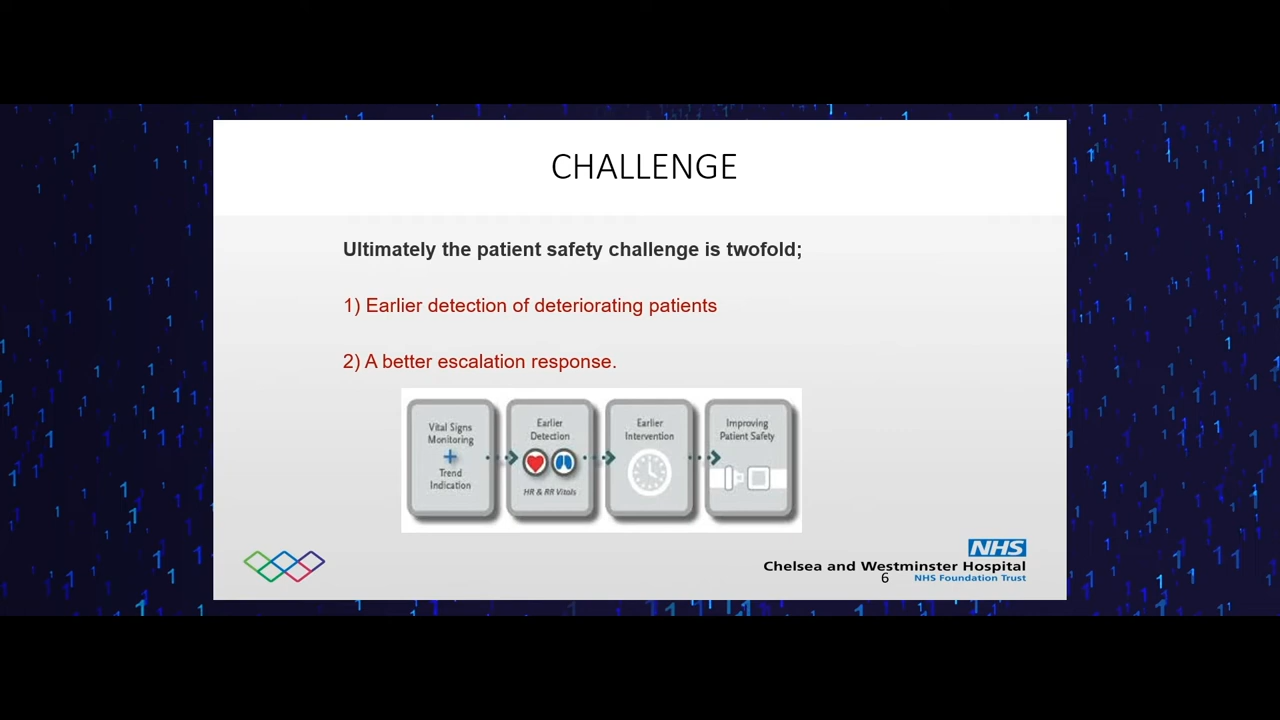 CHALLENGE
Ultimately the patient safety challenge is twofold;
1) Earlier detection of deteriorating patients
2) A better escalation response.
Vital Signs
Monitoring
+
Trend
Indication
Earlier
Detection
HR & RR Vitals
Earlier
Intervention
Improving
Patient Safety
NHS
Chelsea and Westminster Hospital
NHS Foundation Trust
6